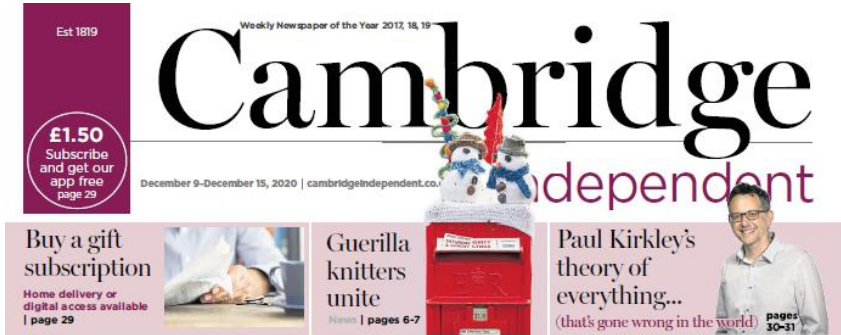 Est 1819
Weekly Newspaper of the Year 2017, 18, 19
Cambridge
£1.50
Subscribe
and get our
app free
page 29
December 9-December 15, 2020 | cambridgeindependent.co.
ndependent
Buy a gift
subscription
Home delivery or
digital access available
| page 29
Guerilla
knitters
unite
News | pages 6-7
Paul Kirkley's
theory of
everything...
(that's gone wrong in the world)
pages
30-31